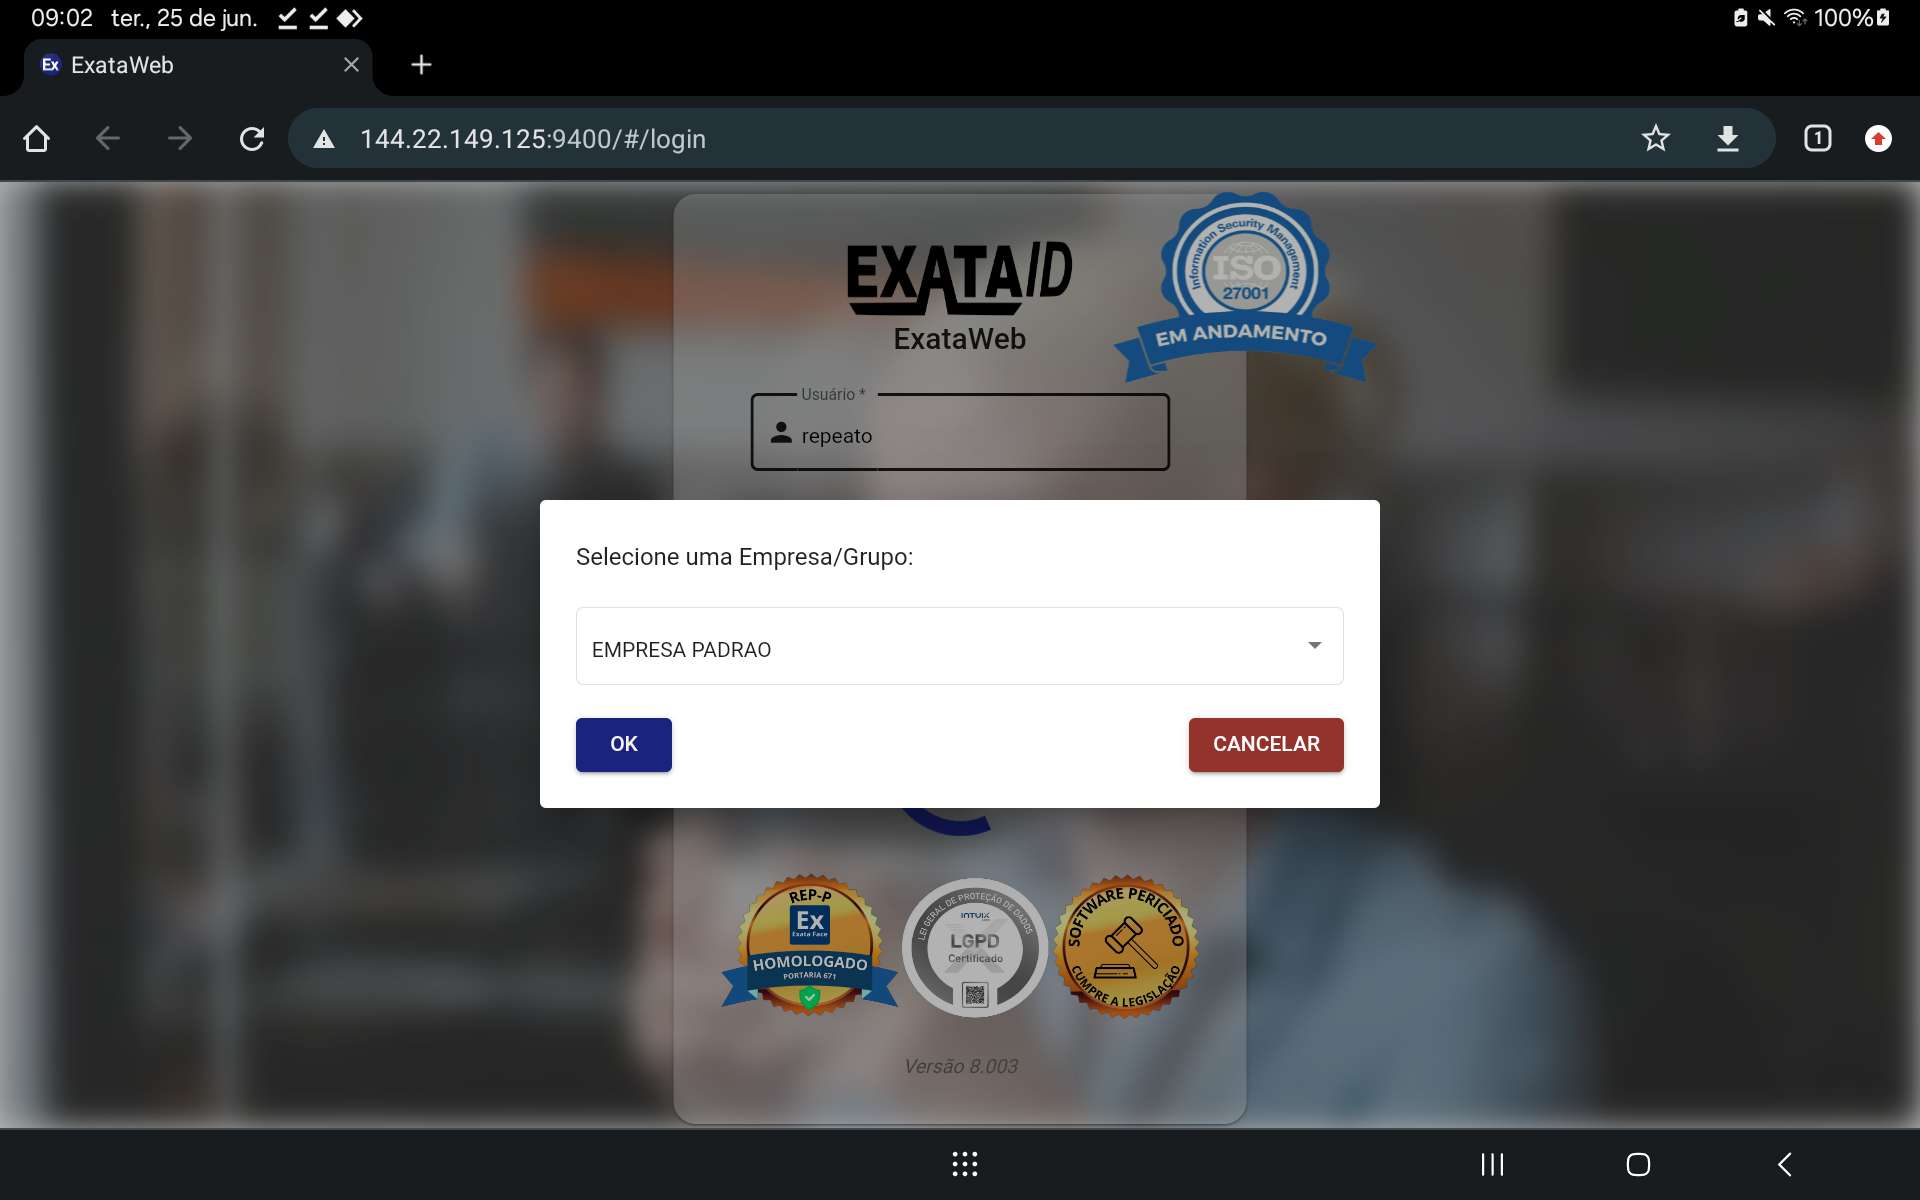 09:02 ter., 25 de jun.
100%
Ex ExataWeb
144.22.149.125:9400/#/login
1
EXATA ID
ExataWeb
Information Security Management
ISO
27001
EM ANDAMENTO
Usuário *
repeato
Selecione uma Empresa/Grupo:
EMPRESA PADRAO
OK
CANCELAR
REP-P
Ex
Exata Face
HOMOLOGADO
PORTARIA 671
LEI GERAL DE PROTEÇÃO DE DADOS
INTUIX
LGPD
Certificado
SOFTWARE PERICIADO
CUMPRE A LEGISLAÇÃO
Versão 8.003